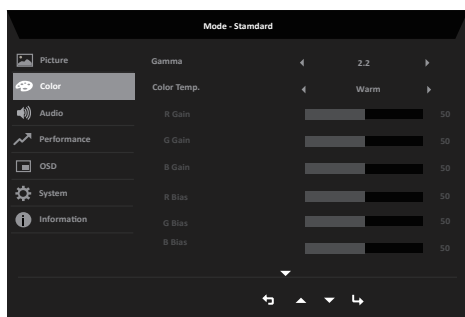 Mode - Stamdard
Picture
Gamma 2.2
Color
Color Temp. Warm
Audio
R Gain 50
Performance
G Gain 50
OSD
B Gain 50
System
R Bias 50
Information
G Bias 50
B Bias 50